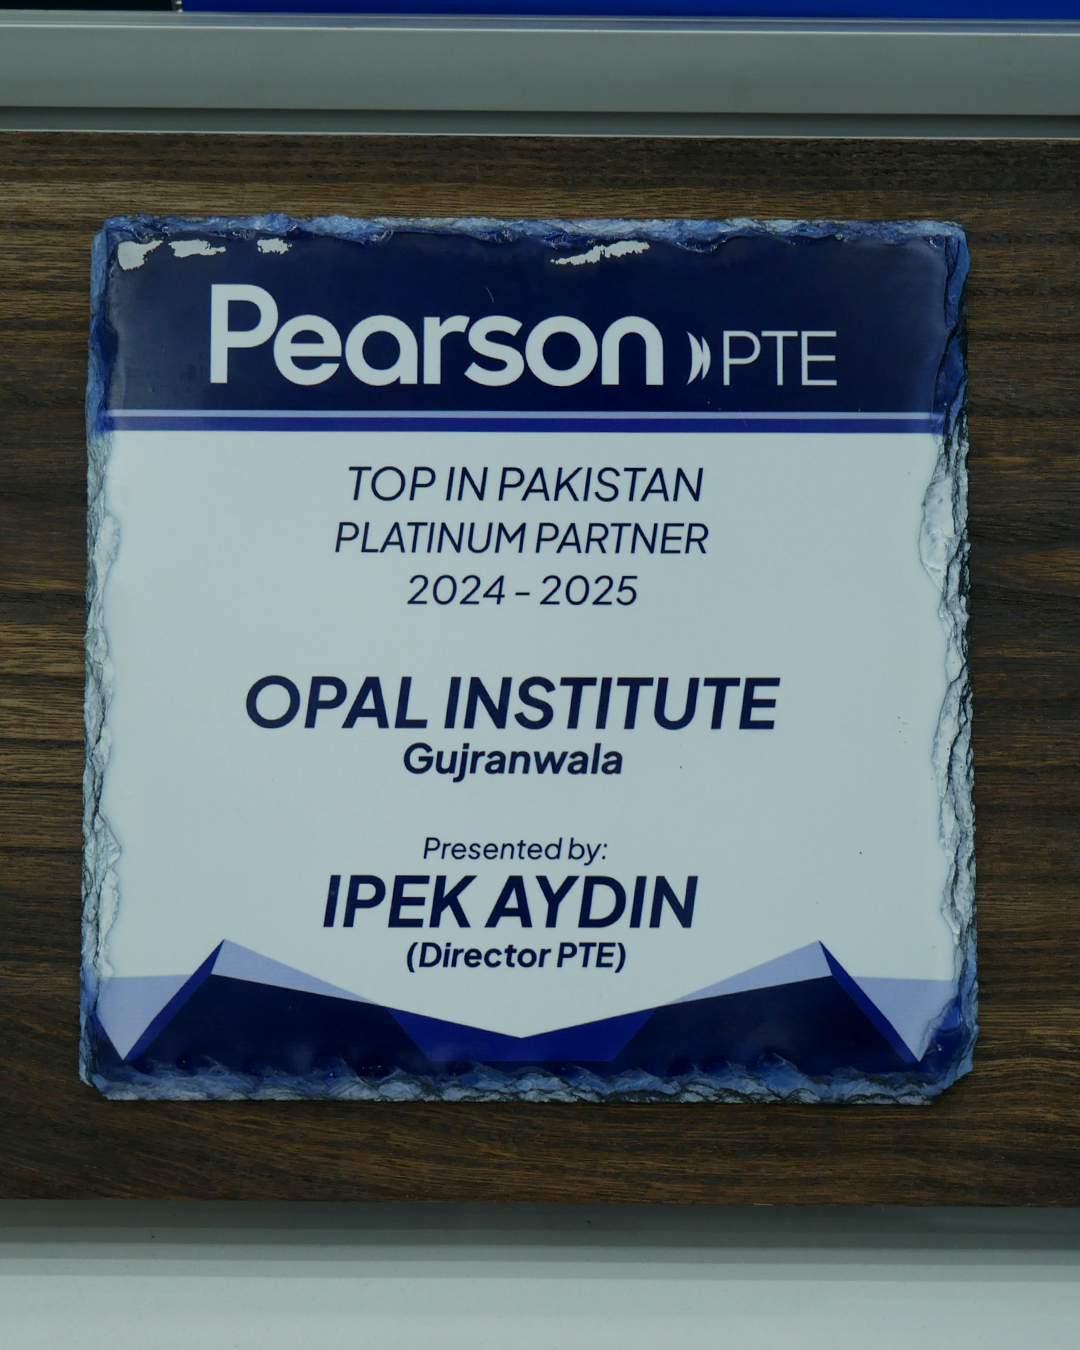 Pearson PTE
TOP IN PAKISTAN
PLATINUM PARTNER
2024 - 2025
OPAL INSTITUTE
Gujranwala
Presented by:
IPEK AYDIN
(Director PTE)